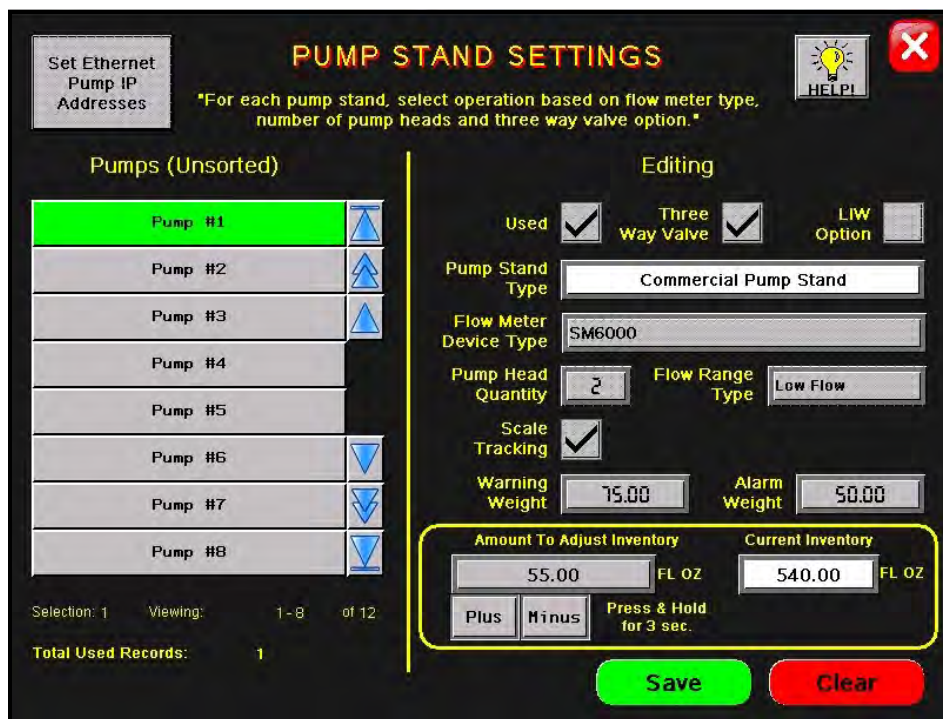 Set Ethernet
Pump IP
Addresses
PUMP STAND SETTINGS
HELP!
"For each pump stand, select operation based on flow meter type,
number of pump heads and three way valve option."
Pumps (Unsorted)
Pump #1
Pump #2
Pump #3
Pump #4
Pump #5
Pump #6
Pump #7
Pump #8
Selection: 1 Viewing: 1 - 8 of 12
Total Used Records: 1
Editing
Used
Three
Way Valve
LIW
Option
Pump Stand
Type
Commercial Pump Stand
Flow Meter
Device Type
SM6000
Pump Head
Quantity
2
Flow Range
Type
Low Flow
Scale
Tracking
Warning
Weight
75.00
Alarm
Weight
50.00
Amount To Adjust Inventory
55.00 FL OZ
Current Inventory
540.00 FL OZ
Plus
Minus
Press & Hold
for 3 sec.
Save
Clear